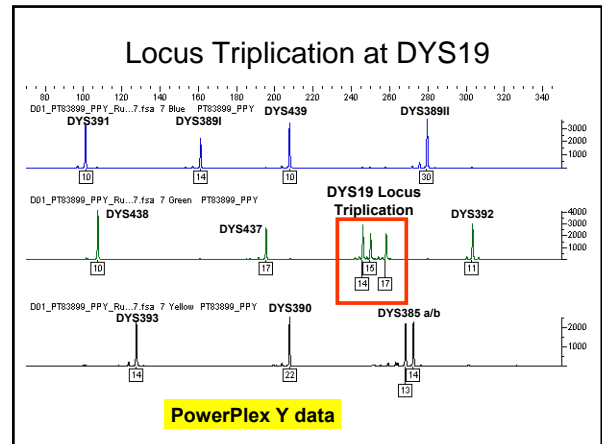 Locus Triplication at DYS19
100 120 140 160 180 200 220 240 260 280 300 320 340
D01_PT83899_PPY_Ru...7.fsa 7 Blue PT83899_PPY
DYS391 DYS389I DYS439 DYS389II
3000
2000
1000
10 14 10 30
D01_PT83899_PPY_Ru...7.fsa 7 Green PT83899_PPY
DYS19 Locus
Triplication
DYS438 DYS437 DYS392
4000
3000
2000
1000
10 17 14 15 17 11
D01_PT83899_PPY_Ru...7.fsa 7 Yellow PT83899_PPY
DYS393 DYS390 DYS385 a/b
2000
1000
14 22 14
13
PowerPlex Y data